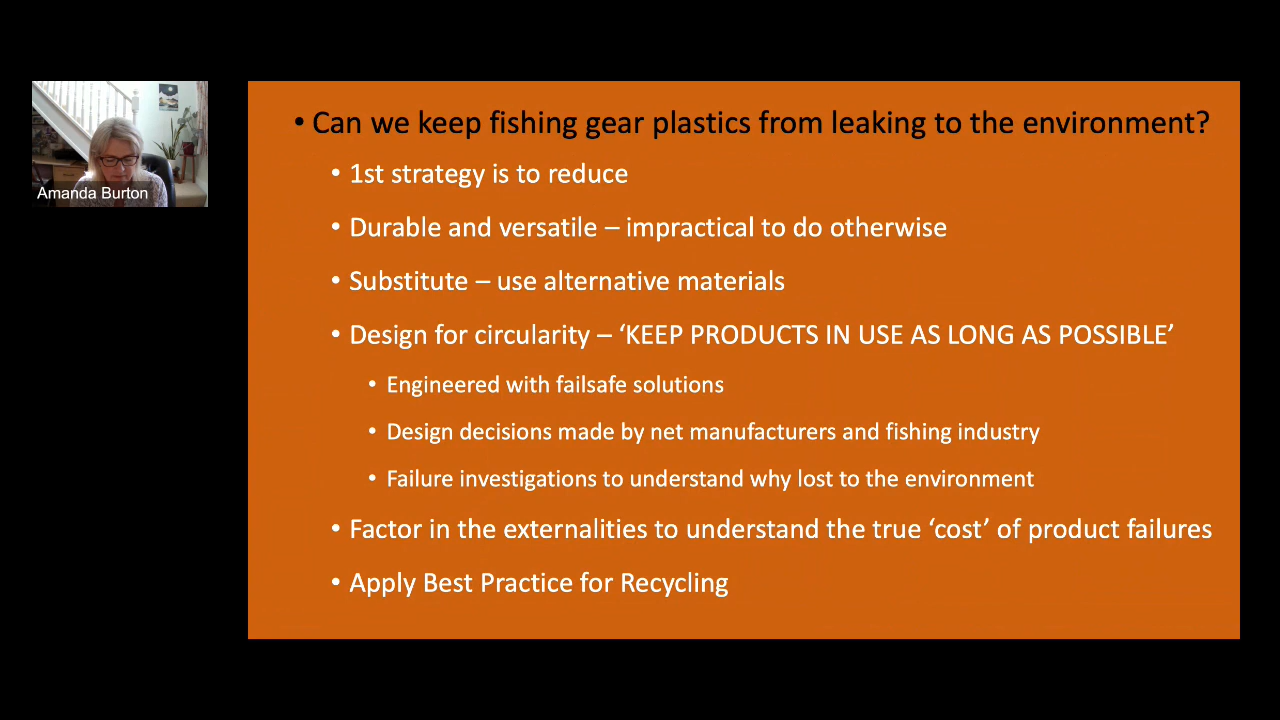 Amanda Burton
• Can we keep fishing gear plastics from leaking to the environment?
• 1st strategy is to reduce
• Durable and versatile – impractical to do otherwise
• Substitute – use alternative materials
• Design for circularity – ‘KEEP PRODUCTS IN USE AS LONG AS POSSIBLE’
• Engineered with failsafe solutions
• Design decisions made by net manufacturers and fishing industry
• Failure investigations to understand why lost to the environment
• Factor in the externalities to understand the true ‘cost’ of product failures
• Apply Best Practice for Recycling